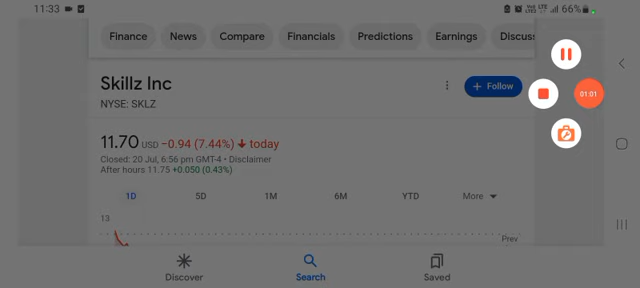 11:33 66%
Finance News Compare Financials Predictions Earnings Discuss
Skillz Inc
NYSE: SKLZ
+ Follow
01:01
11.70 USD −0.94 (7.44%) today
Closed: 20 Jul, 6:56 pm GMT-4 • Disclaimer
After hours 11.75 +0.050 (0.43%)
1D 5D 1M 6M YTD More
13
Prev
Discover Search Saved